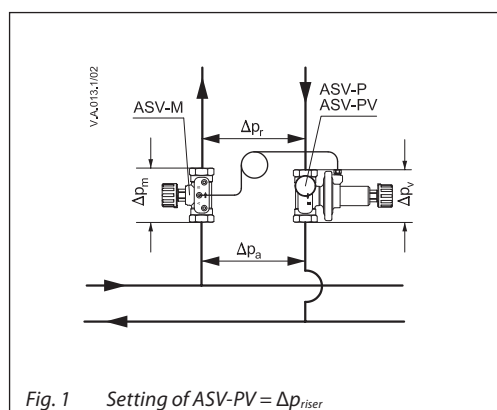 V.A.013.1/02
ASV-P
ASV-PV
ASV-M
Δpr
Δpm
Δpv
Δpa
Fig. 1 Setting of ASV-PV = Δpriser